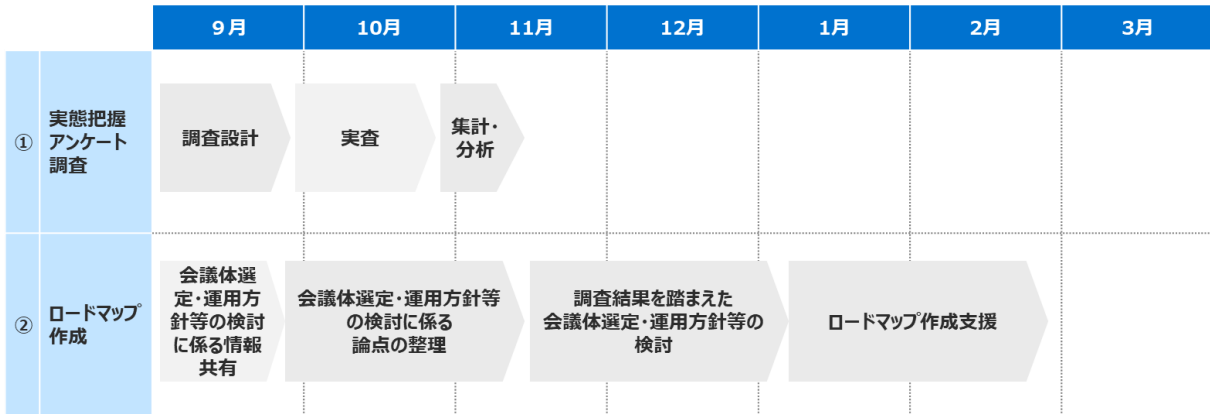 9月
10月
11月
12月
1月
2月
3月
①
実態把握
アンケート
調査
調査設計
実査
集計・
分析
②
ロードマップ
作成
会議体選
定・運用方
針等の検討
に係る情報
共有
会議体選定・運用方針等
の検討に係る
論点の整理
調査結果を踏まえた
会議体選定・運用方針等の
検討
ロードマップ作成支援